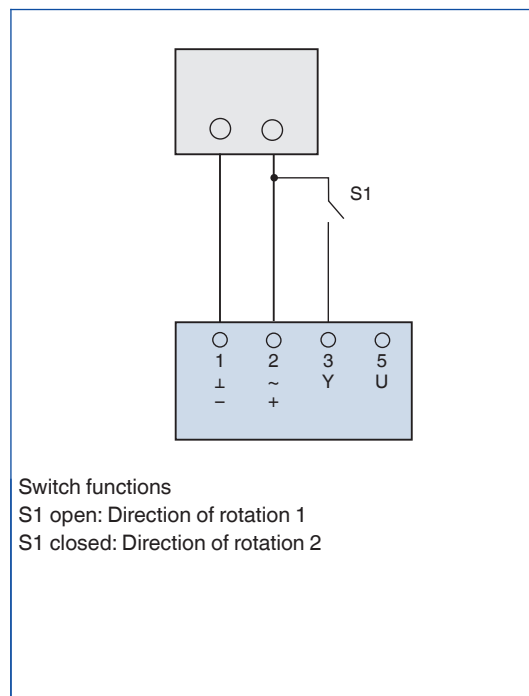 S1
1 2 3 5
⊥ ~ Y U
– +
Switch functions
S1 open: Direction of rotation 1
S1 closed: Direction of rotation 2